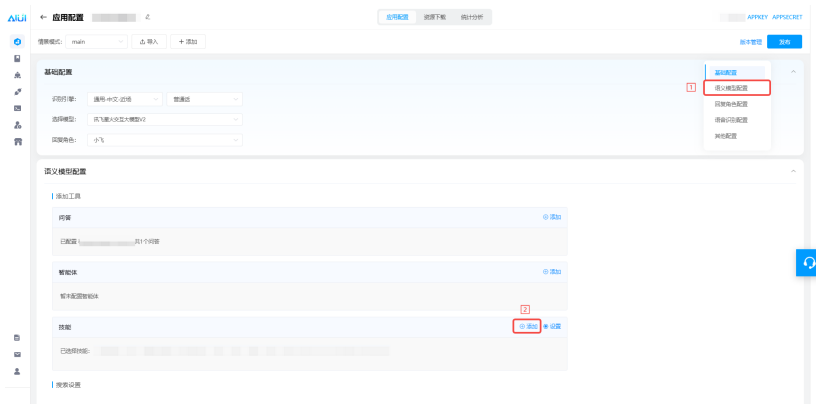 AIUI ← 应用配置 应用配置 资源下载 统计分析 APPKEY APPSECRET
情景模式: main 导入 + 添加 版本管理 发布
基础配置
识别引擎: 通用-中文-近场 普通话
选择模型: 讯飞星火交互大模型V2
回复角色: 小飞
基础配置
1 语义模型配置
回复角色配置
语音识别配置
其他配置
语义模型配置
添加工具
问答 添加
已配置 共1个问答
智能体 添加
暂未配置智能体
2
技能 添加 设置
已选择技能:
搜索设置